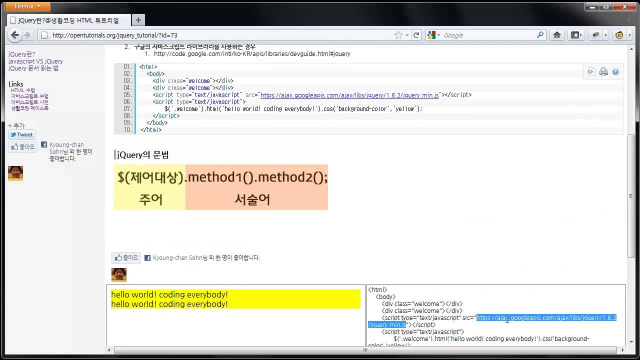 Firefox
jQuery란?@생활코딩 HTML 튜토리얼
http://opentutorials.org/jquery_tutorial/?id=73
Google
jQuery란?
javascript VS jQuery
jQuery 문서 읽는 법
Links
HTML 수업
자바스크립트 수업
자바스크립트 사전
생활코딩 페이스북
+ 추가
Tweet
좋아요
Kyoung-chan Sohn님 외 한 명이 좋아합니다.
2. 구글의 자바스크립트 라이브러리를 사용하는 경우
1. http://code.google.com/intl/ko-KR/apis/libraries/devguide.html#jquery
01. <html>
02. <body>
03. <div class="welcome"></div>
04. <div class="welcome"></div>
05. <script type="text/javascript" src="https://ajax.googleapis.com/ajax/libs/jquery/1.6.2/jquery.min.js"></script>
06. <script type="text/javascript">
07. $('.welcome').html('hello world! coding everybody!').css('background-color','yellow');
08. </script>
09. </body>
10. </html>
jQuery의 문법
$(제어대상).method1().method2();
주어 서술어
좋아요 Kyoung-chan Sohn님 외 한 명이 좋아합니다.
hello world! coding everybody!
hello world! coding everybody!
<html>
<body>
<div class="welcome"></div>
<div class="welcome"></div>
<script type="text/javascript" src="https://ajax.googleapis.com/ajax/libs/jquery/1.6.2
/jquery.min.js"></script>
<script type="text/javascript">
$('.welcome').html('hello world! coding everybody!').css('background-
color','yellow');